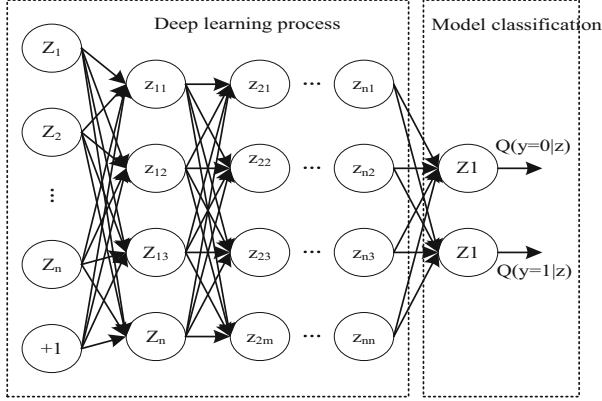 Deep learning process
Model classification
Z1
Z2
...
Zn
+1
z11
z12
Z13
Zn
z21
z22
z23
z2m
...
...
...
...
zn1
zn2
zn3
znn
Z1
Z1
Q(y=0|z)
Q(y=1|z)